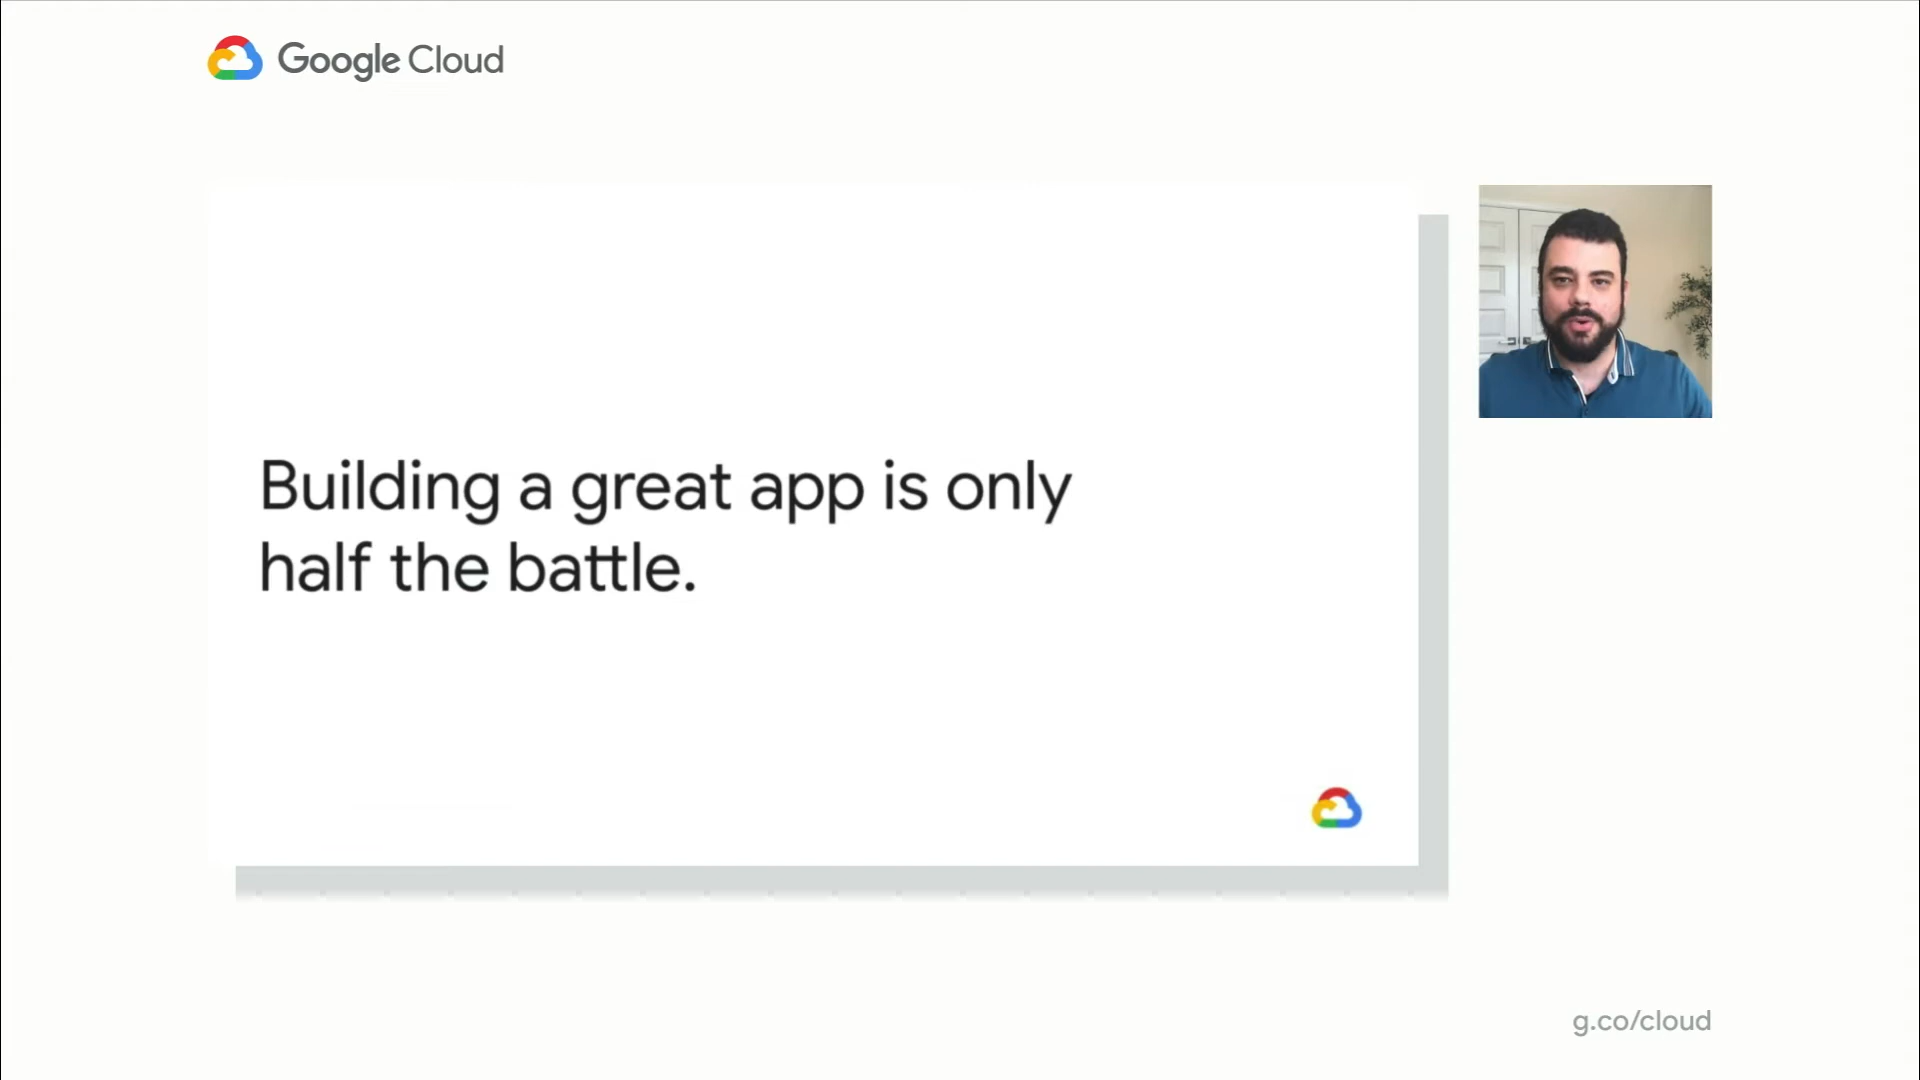 Google Cloud
Building a great app is only
half the battle.
g.co/cloud